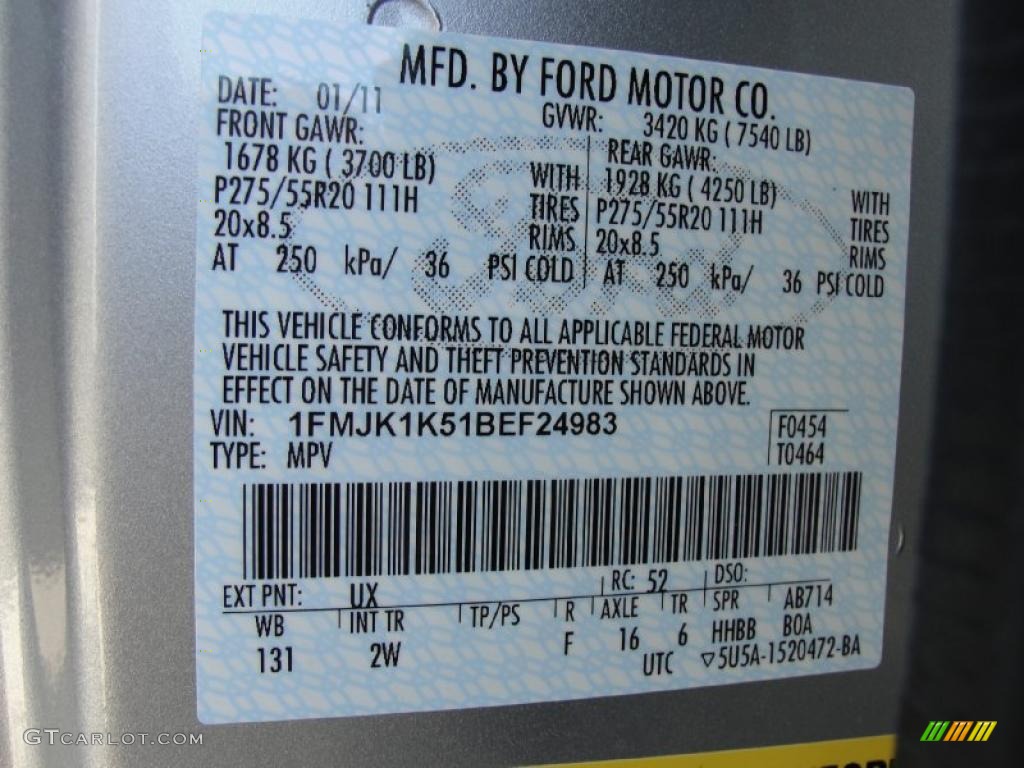 MFD. BY FORD MOTOR CO.
DATE: 01/11
GVWR: 3420 KG ( 7540 LB)
FRONT GAWR:
REAR GAWR:
1678 KG ( 3700 LB) WITH
1928 KG ( 4250 LB) WITH
P275/55R20 111H TIRES
P275/55R20 111H TIRES
20x8.5 RIMS
20x8.5 RIMS
AT 250 kPa/ 36 PSI COLD
AT 250 kPa/ 36 PSI COLD
THIS VEHICLE CONFORMS TO ALL APPLICABLE FEDERAL MOTOR
VEHICLE SAFETY AND THEFT PREVENTION STANDARDS IN
EFFECT ON THE DATE OF MANUFACTURE SHOWN ABOVE.
VIN: 1FMJK1K51BEF24983
F0454
TYPE: MPV
T0464
EXT PNT: UX RC: 52 DSO:
WB INT TR TP/PS R AXLE TR SPR AB714
131 2W F 16 6 HHBB BOA
UTC ▽5U5A-1520472-BA
GTCARLOT.COM